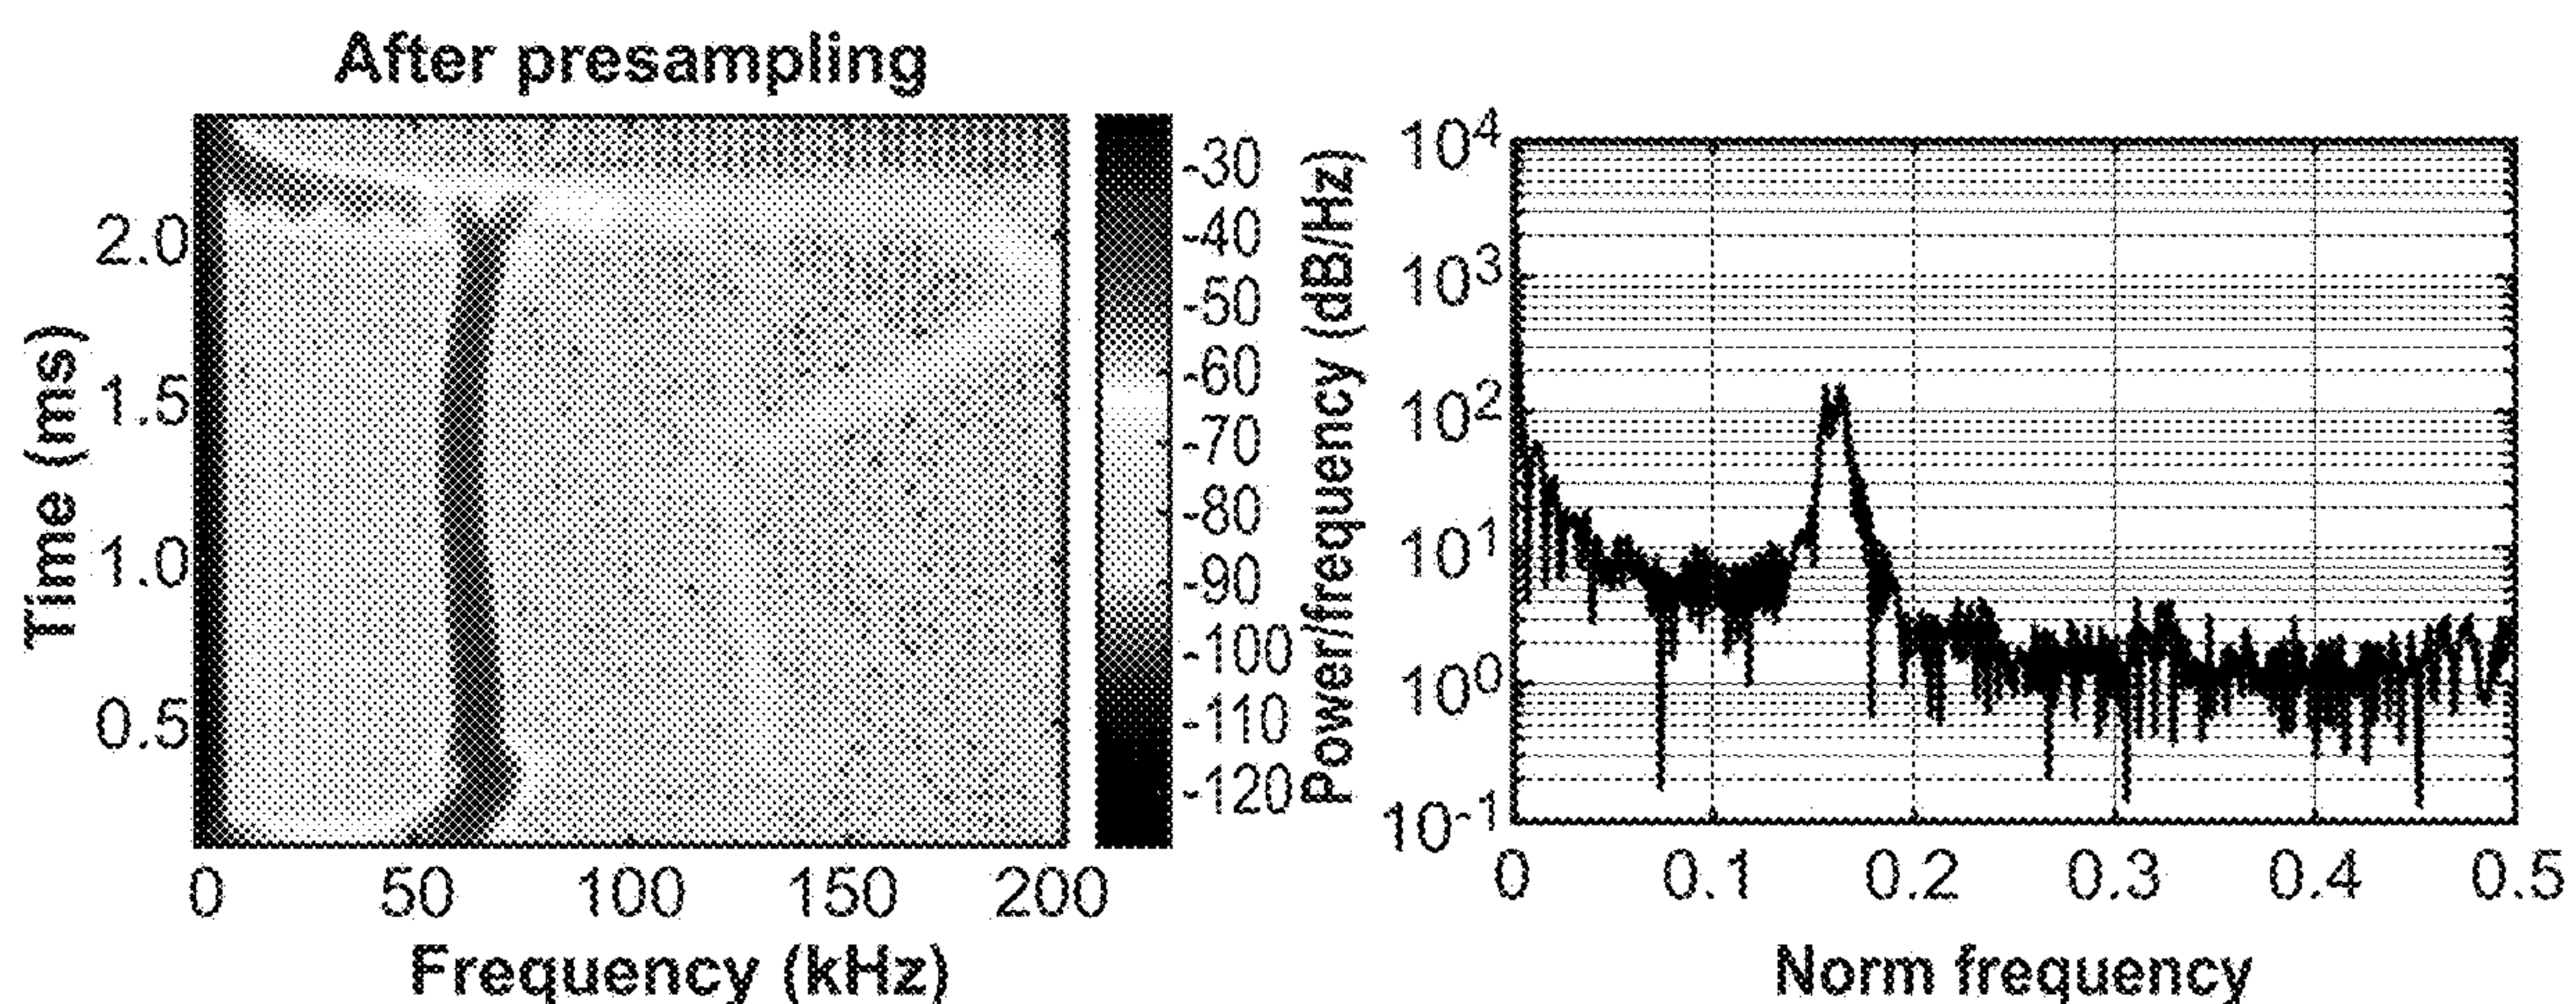 After presampling
Time (ms)
2.0
1.5
1.0
0.5
0 50 100 150 200
Frequency (kHz)
-30
-40
-50
-60
-70
-80
-90
-100
-110
-120
Power/frequency (dB/Hz)
10^4
10^3
10^2
10^1
10^0
10^-1
0 0.1 0.2 0.3 0.4 0.5
Norm frequency